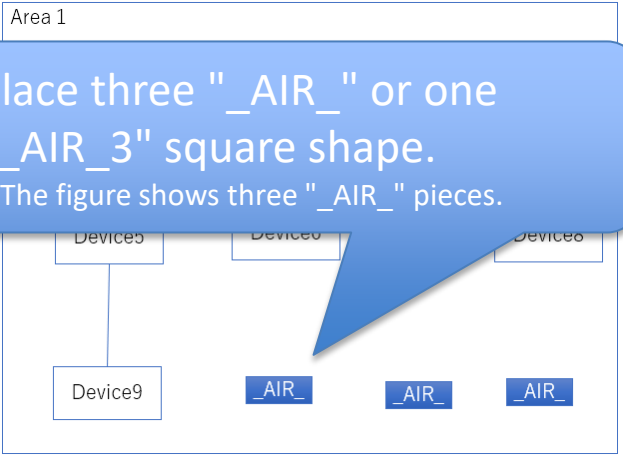 Area 1
lace three "_AIR_" or one
_AIR_3" square shape.
The figure shows three "_AIR_" pieces.
Device5
Device6
Device8
Device9
_AIR_
_AIR_
_AIR_